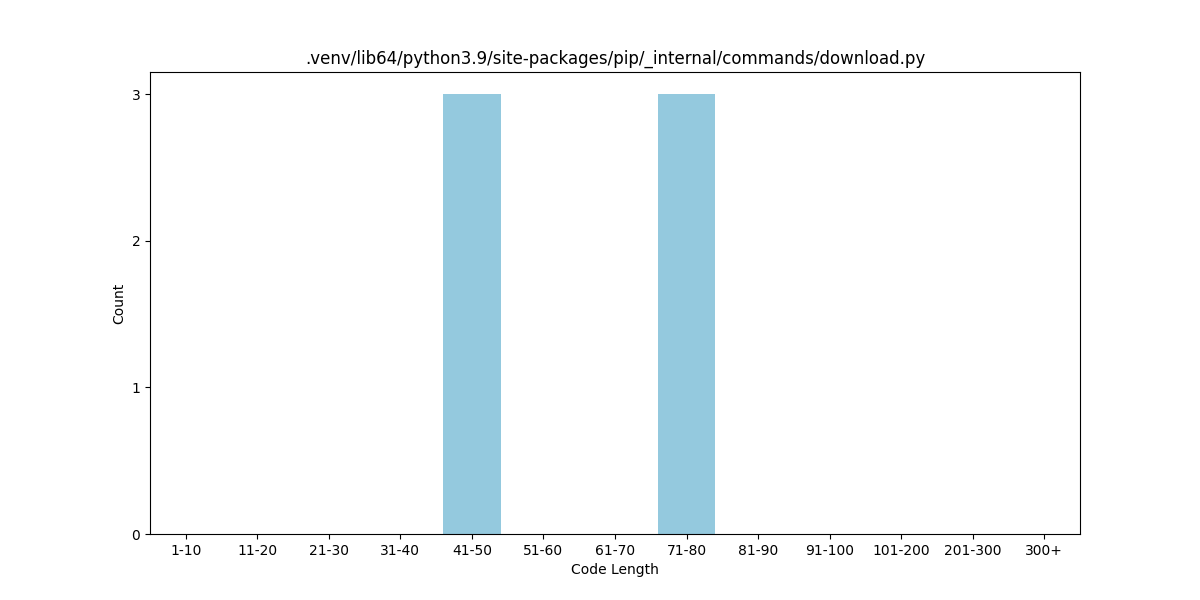 .venv/lib64/python3.9/site-packages/pip/_internal/commands/download.py
3
2
1
0
Count
1-10 11-20 21-30 31-40 41-50 51-60 61-70 71-80 81-90 91-100 101-200 201-300 300+
Code Length